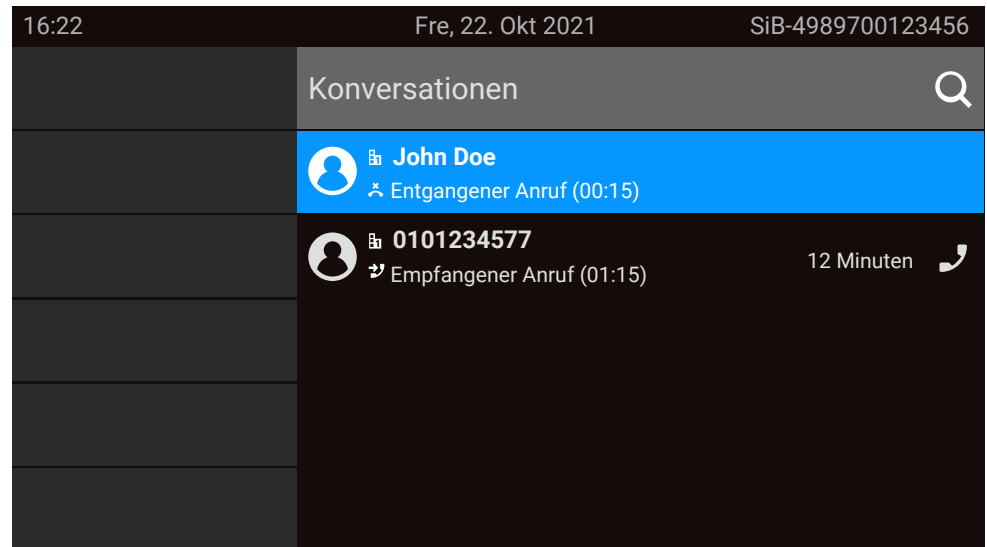 16:22 Fre, 22. Okt 2021 SiB-4989700123456
Konversationen
John Doe
Entgangener Anruf (00:15)
0101234577
Empfangener Anruf (01:15)
12 Minuten